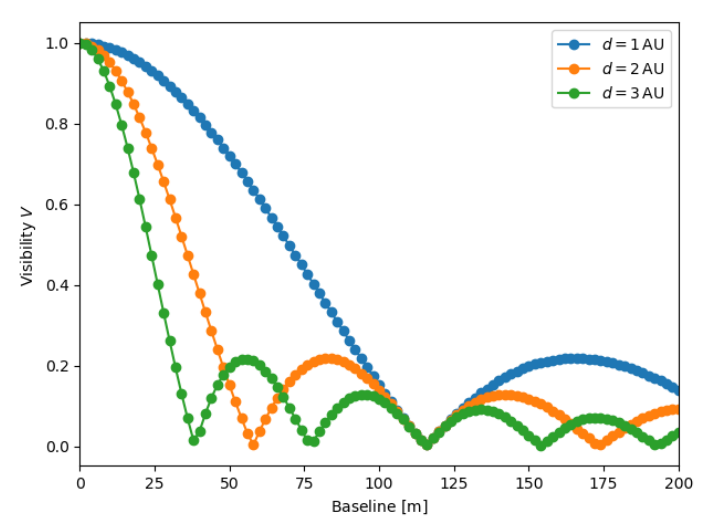 1.0
0.8
0.6
0.4
0.2
0.0
Visibility V
0 25 50 75 100 125 150 175 200
Baseline [m]
d = 1 AU
d = 2 AU
d = 3 AU